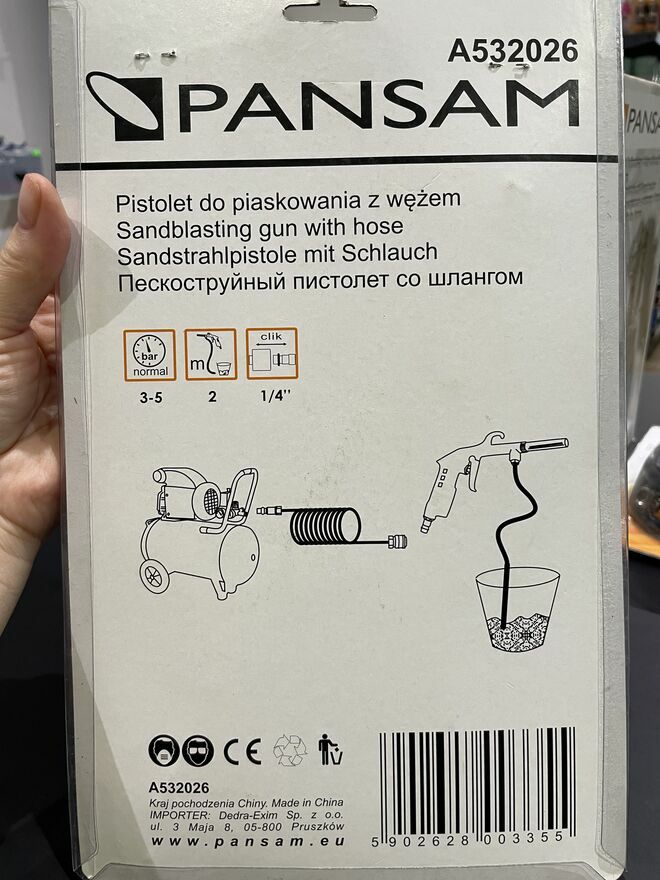 A532026
PANSAM
PANSAM
Pistolet do piaskowania z wężem
Sandblasting gun with hose
Sandstrahlpistole mit Schlauch
Пескоструйный пистолет со шлангом
bar
normal
m
clik
3-5
2
1/4''
CE
A532026
Kraj pochodzenia Chiny. Made in China
IMPORTER: Dedra-Exim Sp. z o.o.
ul. 3 Maja 8, 05-800 Pruszków
www.pansam.eu
5902628003355